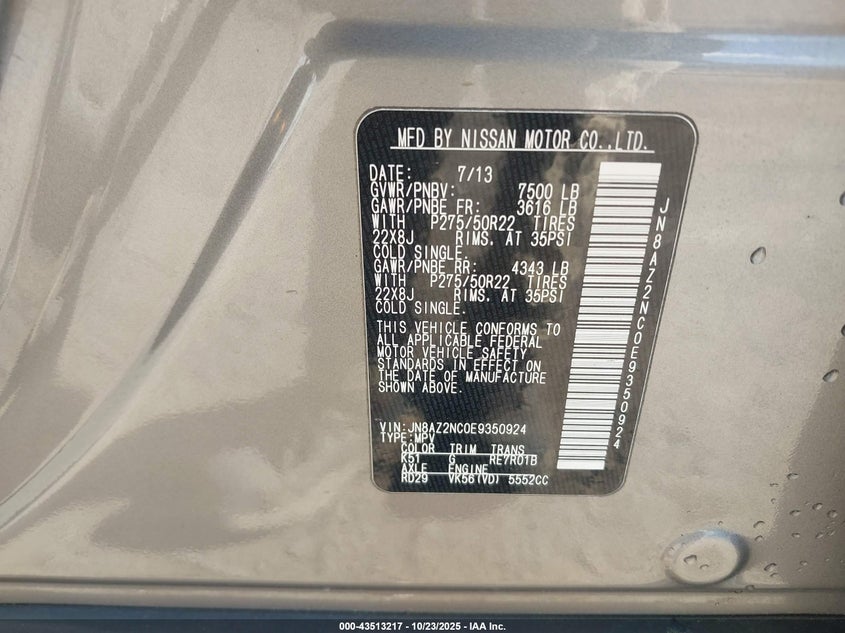 MFD BY NISSAN MOTOR CO.,LTD.
DATE: 7/13
GVWR/PNBV: 7500 LB
GAWR/PNBE FR: 3616 LB
WITH P275/50R22 TIRES
22X8J RIMS. AT 35PSI
COLD SINGLE.
GAWR/PNBE RR: 4343 LB
WITH P275/50R22 TIRES
22X8J RIMS. AT 35PSI
COLD SINGLE.
THIS VEHICLE CONFORMS TO
ALL APPLICABLE FEDERAL
MOTOR VEHICLE SAFETY
STANDARDS IN EFFECT ON
THE DATE OF MANUFACTURE
SHOWN ABOVE.
VIN:JN8AZ2NC0E9350924
TYPE:MPV
COLOR TRIM TRANS
K51 G RE7R01B
AXLE ENGINE
RD29 VK56(VD) 5552CC
JN8AZ2NC0E9350924
000-43513217 - 10/23/2025 - IAA Inc.